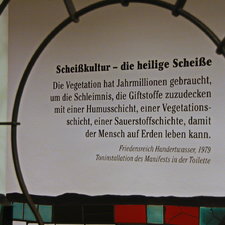 Scheißkultur – die heilige Scheiße
Die Vegetation hat Jahrmillionen gebraucht,
um die Schleimnis, die Giftstoffe zuzudecken
mit einer Humusschicht, einer Vegetations-
schicht, einer Sauerstoffschichte, damit
der Mensch auf Erden leben kann.
Friedensreich Hundertwasser, 1979
Toninstallation des Manifests in der Toilette